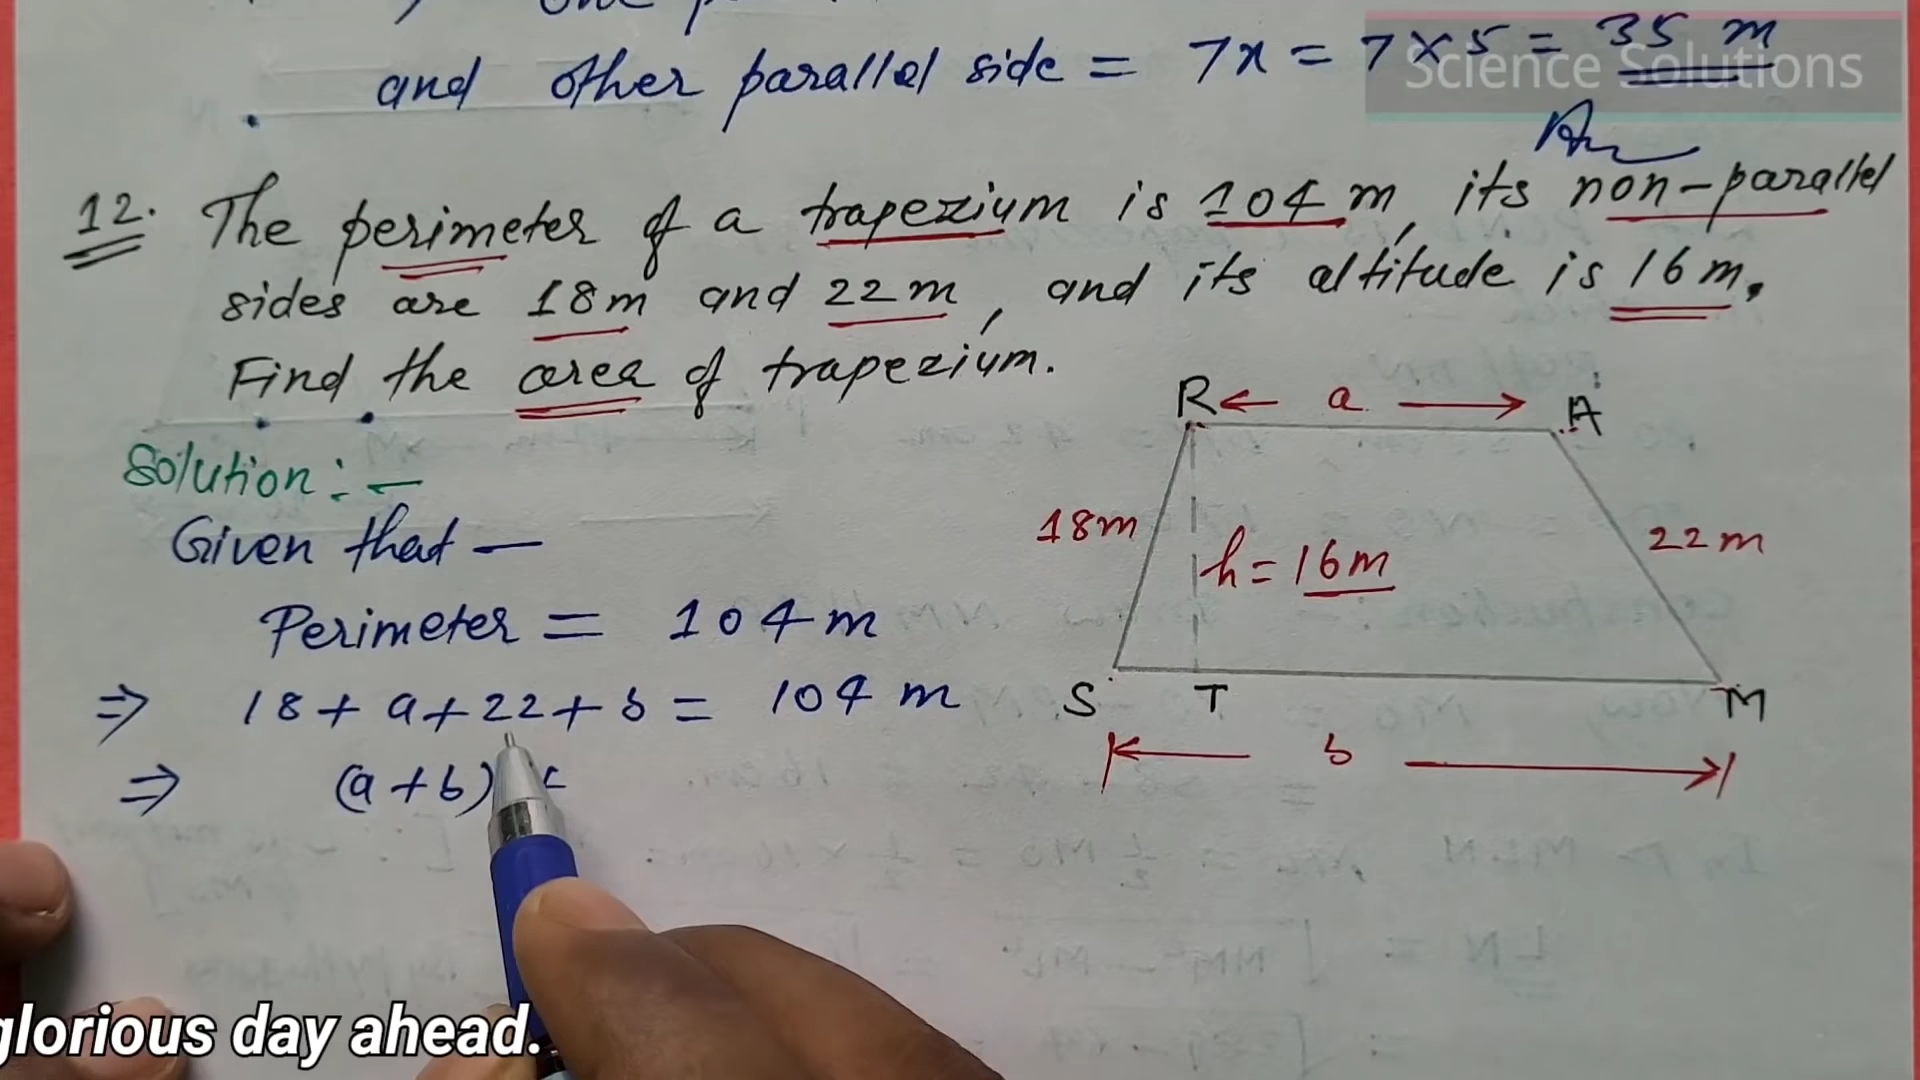 and other parallel side = 7x = 7×5 = 35 m
Science Solutions
12. The perimeter of a trapezium is 104 m, its non-parallel
sides are 18m and 22m, and its altitude is 16m.
Find the area of trapezium.
R ← a → A
Solution:-
Given that —
18m
h = 16m
22m
Perimeter = 104 m
⇒ 18 + a + 22 + b = 104 m
S T M
⇒ (a + b) +
b
glorious day ahead.